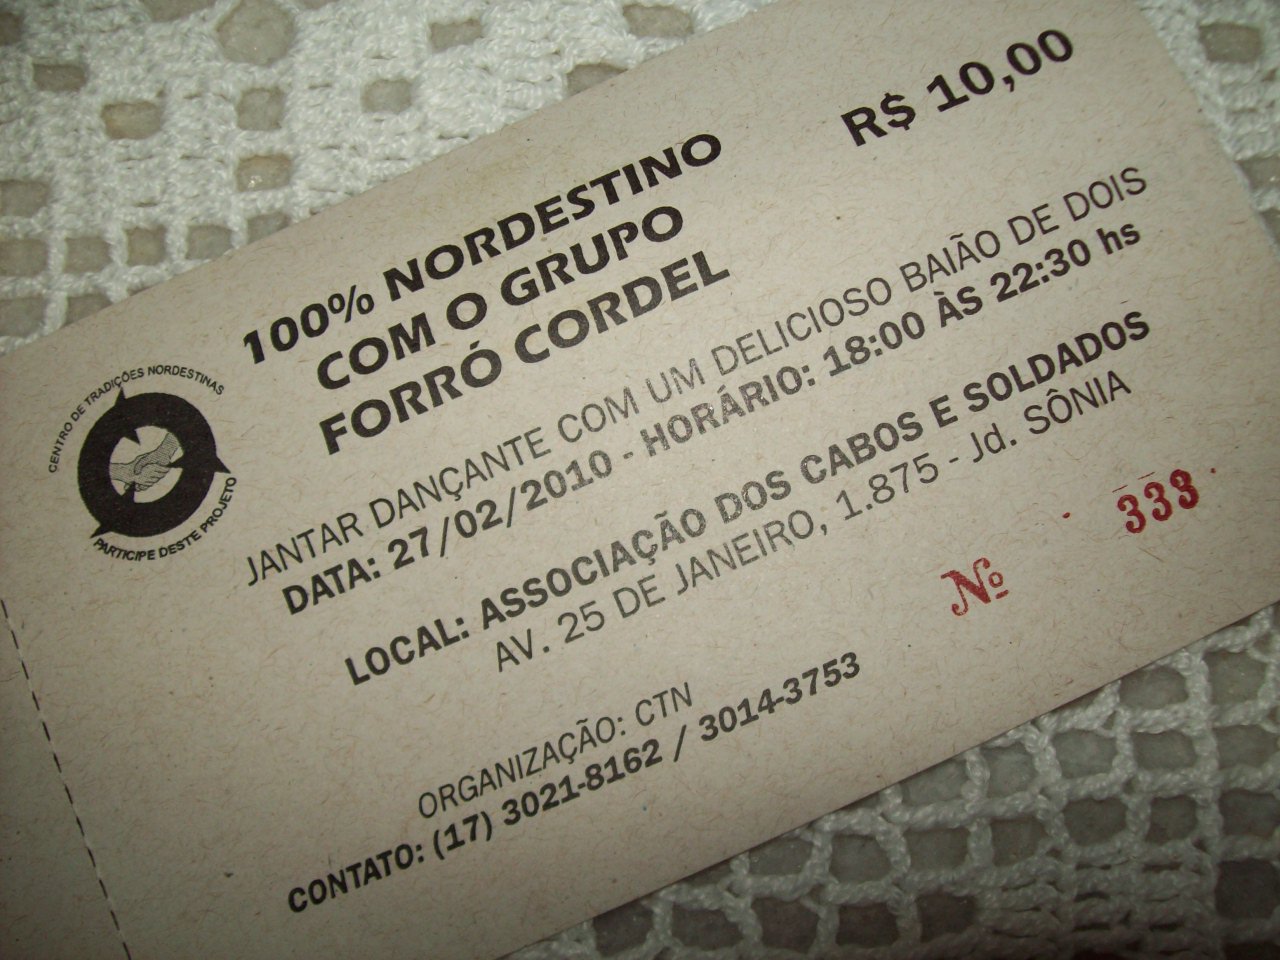 R$ 10,00
100% NORDESTINO
COM O GRUPO
FORRÓ CORDEL
CENTRO DE TRADIÇÕES NORDESTINAS
PARTICIPE DESTE PROJETO
JANTAR DANÇANTE COM UM DELICIOSO BAIÃO DE DOIS
DATA: 27/02/2010 - HORÁRIO: 18:00 ÀS 22:30 hs
LOCAL: ASSOCIAÇÃO DOS CABOS E SOLDADOS
AV. 25 DE JANEIRO, 1.875 - Jd. SÔNIA
Nº 333
ORGANIZAÇÃO: CTN
CONTATO: (17) 3021-8162 / 3014-3753